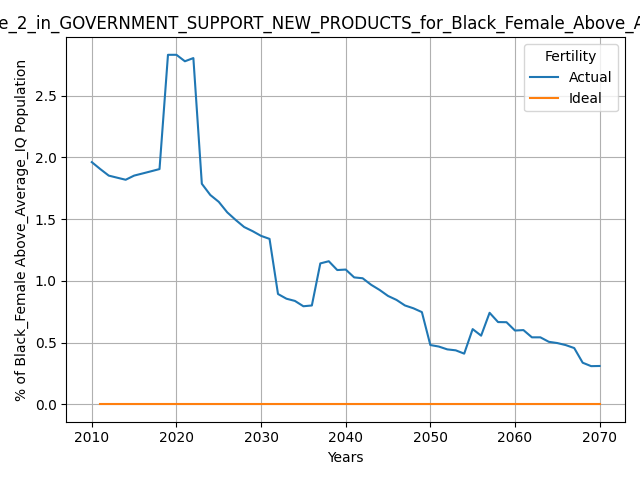 e_2_in_GOVERNMENT_SUPPORT_NEW_PRODUCTS_for_Black_Female_Above_A
Fertility
Actual
Ideal
% of Black_Female Above_Average_IQ Population
2.5
2.0
1.5
1.0
0.5
0.0
2010 2020 2030 2040 2050 2060 2070
Years